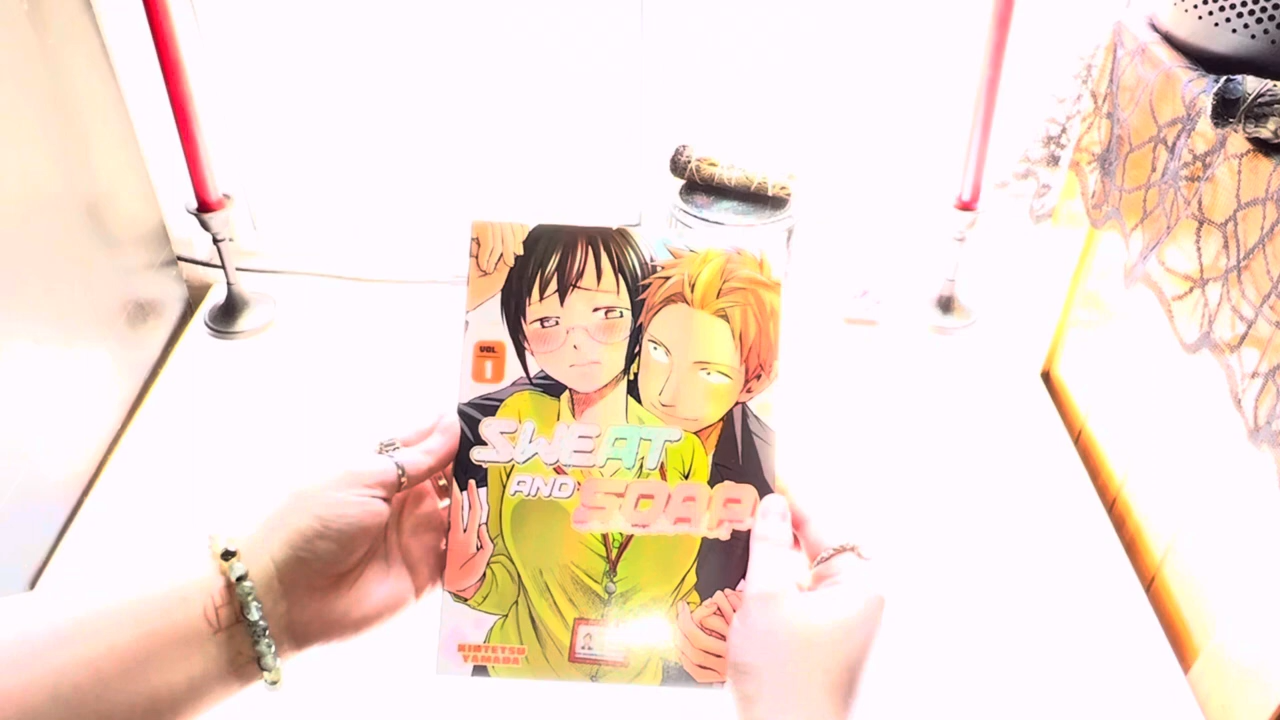 VOL.
1
SWEAT
AND SOAP
KINTETSU
YAMADA